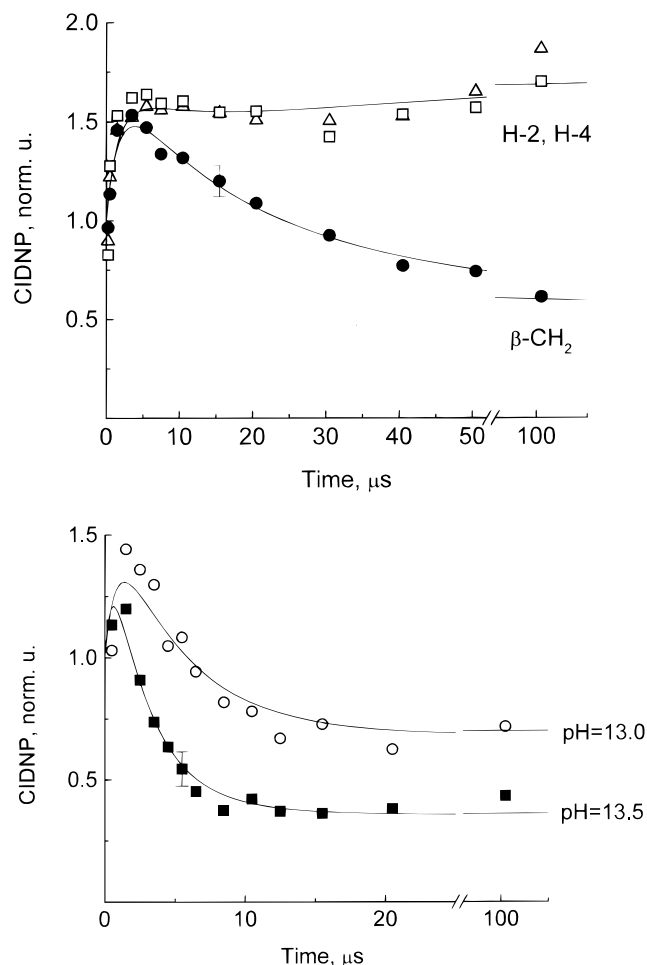 2.0
1.5
1.0
0.5
CIDNP, norm. u.
H-2, H-4
β-CH₂
0 10 20 30 40 50 100
Time, μs
1.5
1.0
0.5
0
CIDNP, norm. u.
pH=13.0
pH=13.5
0 10 20 100
Time, μs